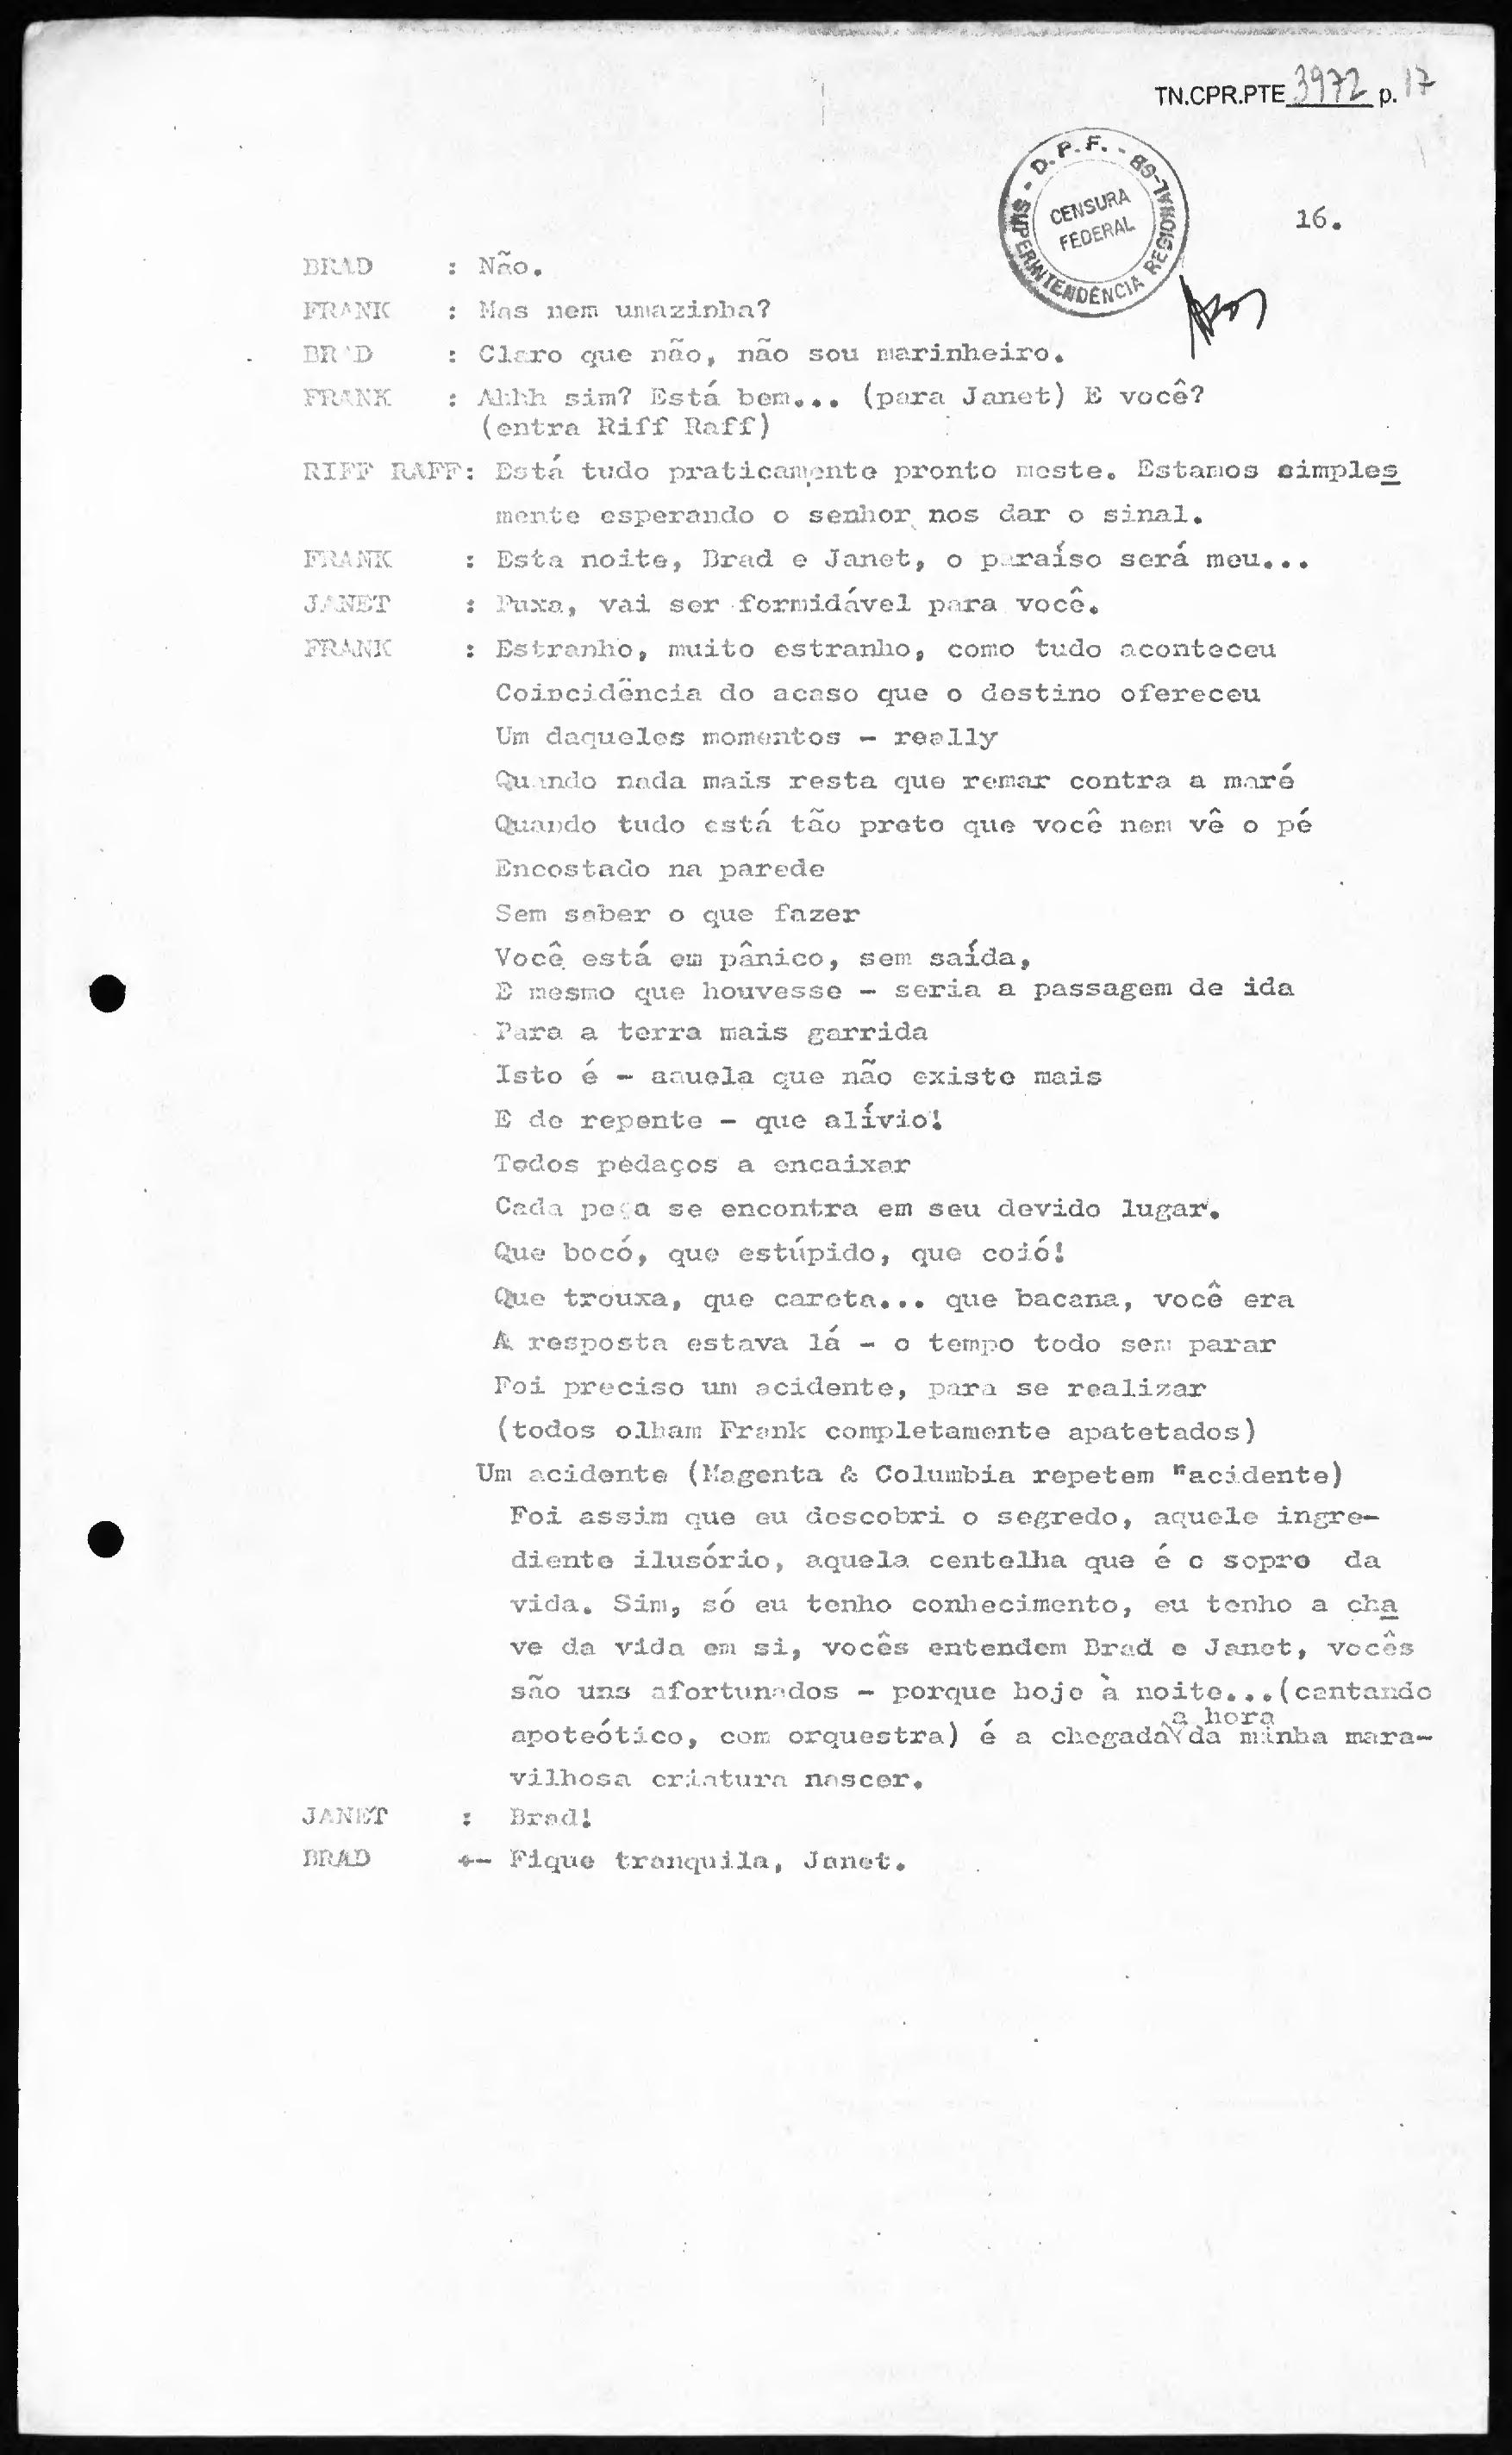 TN.CPR.PTE 3972 p. 17
- D.P.F. - SUPERINTENDÊNCIA REGIONAL-GB
CENSURA
FEDERAL
16.
BRAD : Não.
FRANK : Mas nem umazinha?
BRAD : Claro que não, não sou marinheiro.
FRANK : Ahhh sim? Está bem... (para Janet) E você?
(entra Riff Raff)
RIFF RAFF: Está tudo praticamente pronto meste. Estamos simples
mente esperando o senhor nos dar o sinal.
FRANK : Esta noite, Brad e Janet, o paraíso será meu...
JANET : Puxa, vai ser formidável para você.
FRANK : Estranho, muito estranho, como tudo aconteceu
Coincidência do acaso que o destino ofereceu
Um daqueles momentos - really
Quando nada mais resta que remar contra a maré
Quando tudo está tão preto que você nem vê o pé
Encostado na parede
Sem saber o que fazer
Você está em pânico, sem saída,
E mesmo que houvesse - seria a passagem de ida
Para a terra mais garrida
Isto é - aauela que não existe mais
E de repente - que alívio!
Todos pedaços a encaixar
Cada peça se encontra em seu devido lugar.
Que bocó, que estúpido, que coió!
Que trouxa, que careta... que bacana, você era
A resposta estava lá - o tempo todo sem parar
Foi preciso um acidente, para se realizar
(todos olham Frank completamente apatetados)
Um acidente (Magenta & Columbia repetem "acidente)
Foi assim que eu descobri o segredo, aquele ingre-
diente ilusório, aquela centelha que é o sopro da
vida. Sim, só eu tenho conhecimento, eu tenho a cha
ve da vida em si, vocês entendem Brad e Janet, vocês
são uns afortunados - porque hoje à noite...(cantando
a hora
apoteótico, com orquestra) é a chegada da minha mara-
vilhosa criatura nascer.
JANET : Brad!
BRAD :- Fique tranquila, Janet.